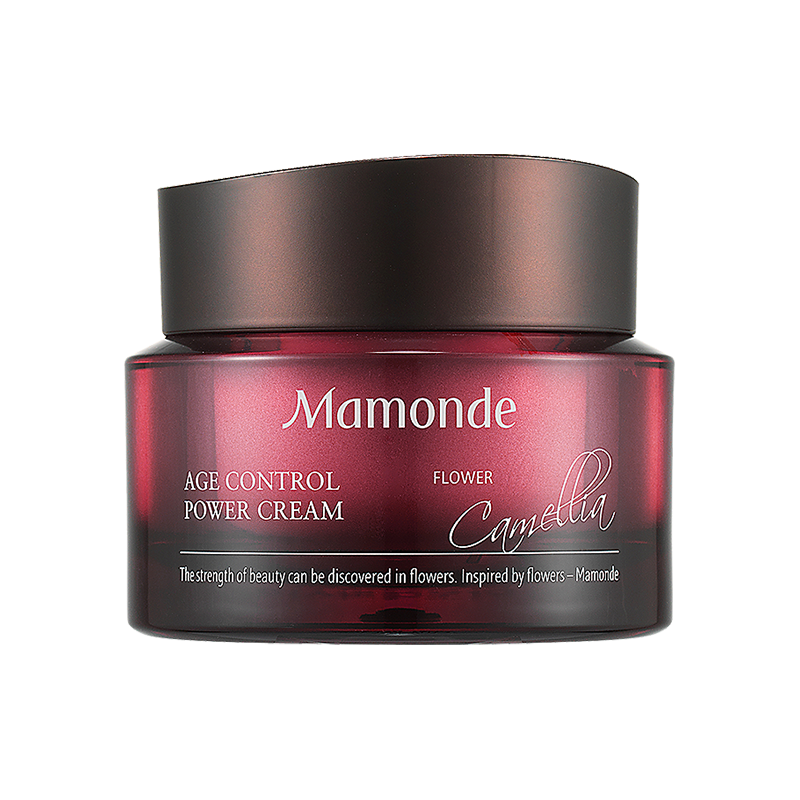 Mamonde
AGE CONTROL
POWER CREAM
FLOWER
Camellia
The strength of beauty can be discovered in flowers. Inspired by flowers – Mamonde